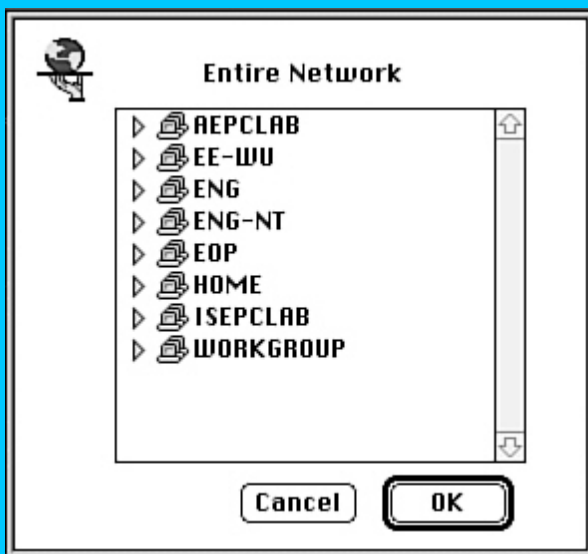 Entire Network
AEPCLAB
EE-WU
ENG
ENG-NT
EOP
HOME
ISEPCLAB
WORKGROUP
Cancel OK